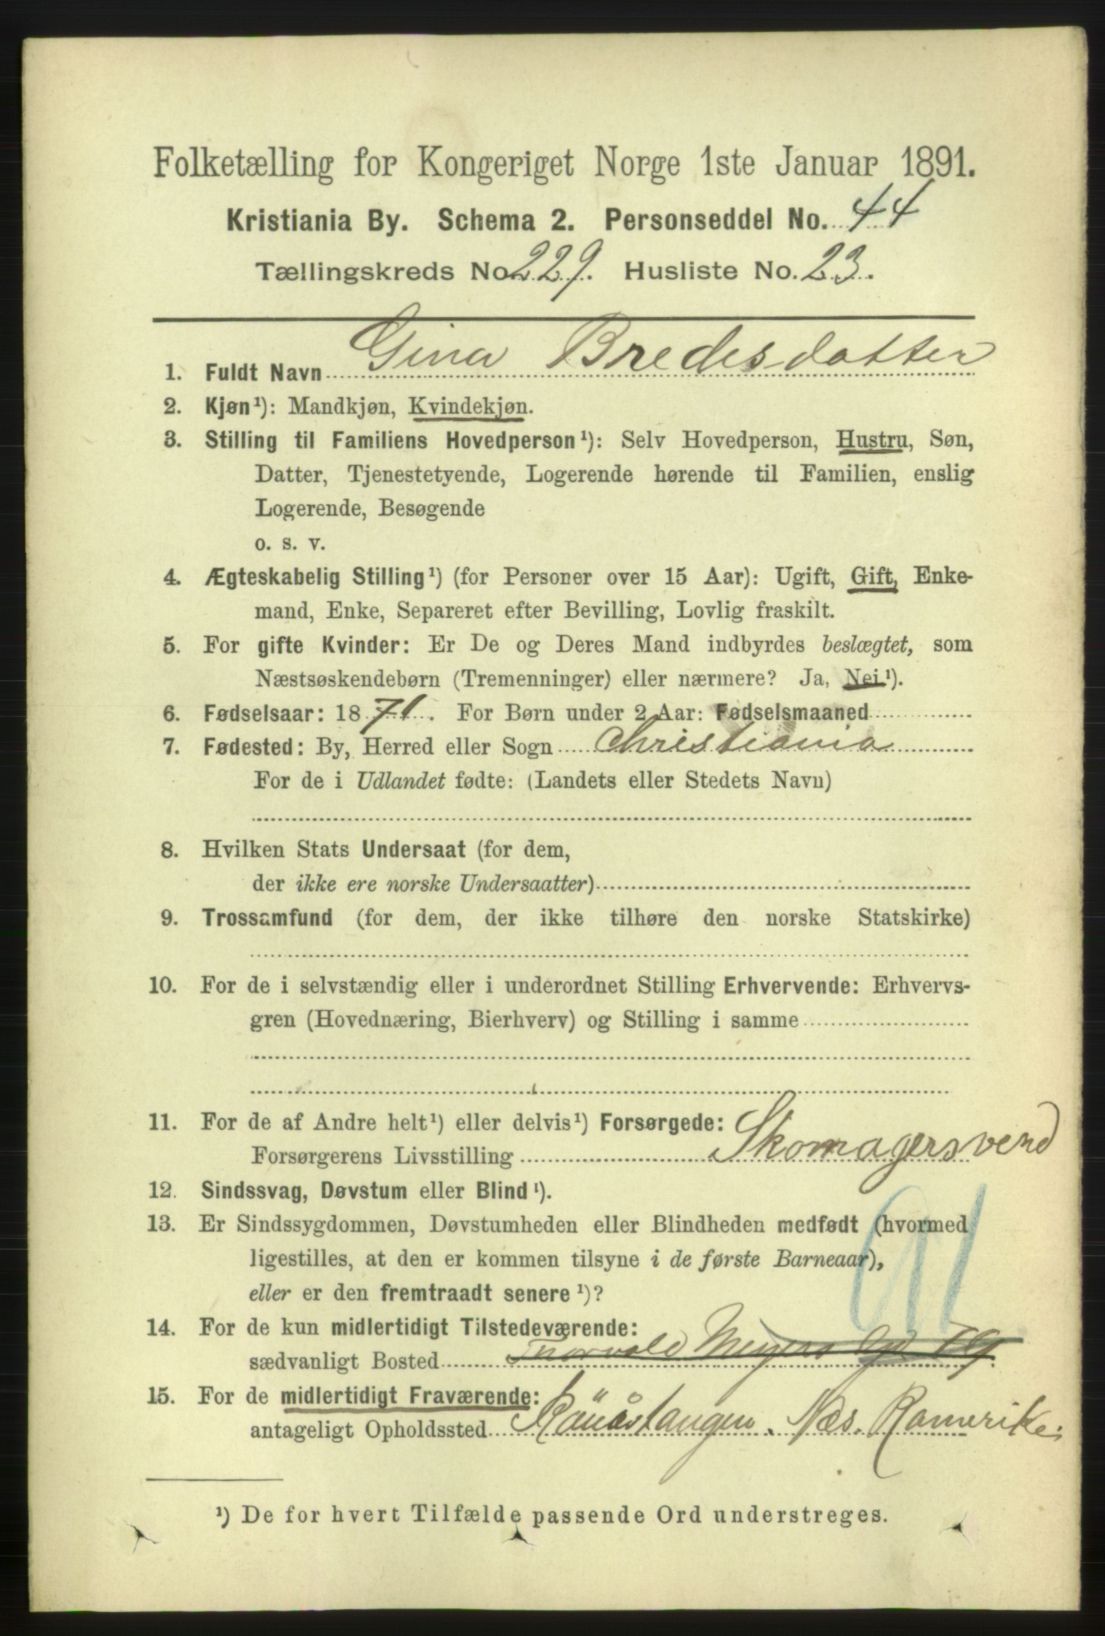 Folketælling for Kongeriget Norge 1ste Januar 1891.
Kristiania By. Schema 2. Personseddel No. 44
Tællingskreds No. 229. Husliste No. 23.
1. Fuldt Navn Gina Bredesdatter
2. Kjøn¹): Mandkjøn, Kvindekjøn.
3. Stilling til Familiens Hovedperson¹): Selv Hovedperson, Hustru, Søn,
Datter, Tjenestetyende, Logerende hørende til Familien, enslig
Logerende, Besøgende
o. s. v.
4. Ægteskabelig Stilling¹) (for Personer over 15 Aar): Ugift, Gift, Enke-
mand, Enke, Separeret efter Bevilling, Lovlig fraskilt.
5. For gifte Kvinder: Er De og Deres Mand indbyrdes beslægtet, som
Næstsøskendebørn (Tremenninger) eller nærmere? Ja, Nei¹).
6. Fødselsaar: 1871. For Børn under 2 Aar: Fødselsmaaned
7. Fødested: By, Herred eller Sogn Christiania
For de i Udlandet fødte: (Landets eller Stedets Navn)
8. Hvilken Stats Undersaat (for dem,
der ikke ere norske Undersaatter)
9. Trossamfund (for dem, der ikke tilhøre den norske Statskirke)
10. For de i selvstændig eller i underordnet Stilling Erhvervende: Erhvervs-
gren (Hovednæring, Bierhverv) og Stilling i samme
11. For de af Andre helt¹) eller delvis¹) Forsørgede:
Forsørgerens Livsstilling Skomagersvend
12. Sindssvag, Døvstum eller Blind¹).
13. Er Sindssygdommen, Døvstumheden eller Blindheden medfødt (hvormed
ligestilles, at den er kommen tilsyne i de første Barneaar),
eller er den fremtraadt senere¹)?
14. For de kun midlertidigt Tilstedeværende:
sædvanligt Bosted Thorvald Meyers
15. For de midlertidigt Fraværende:
antageligt Opholdssted Næs. Romerike.
¹) De for hvert Tilfælde passende Ord understreges.